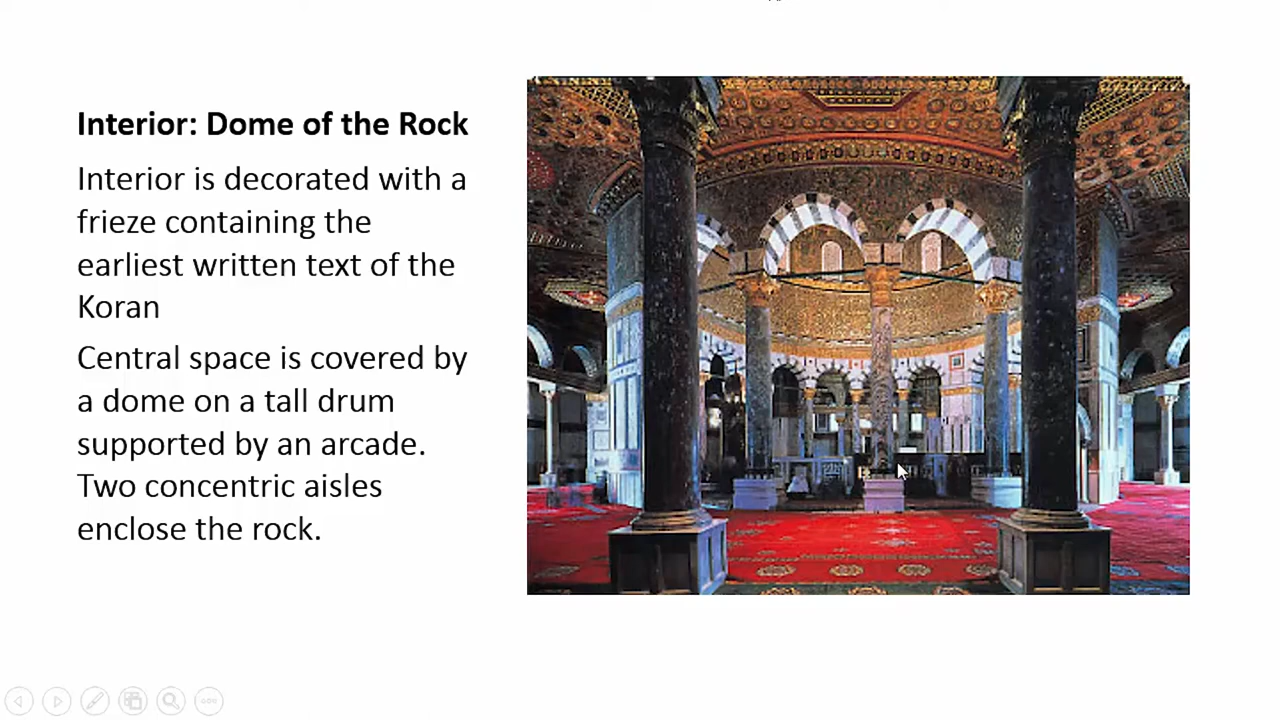 Interior: Dome of the Rock
Interior is decorated with a
frieze containing the
earliest written text of the
Koran
Central space is covered by
a dome on a tall drum
supported by an arcade.
Two concentric aisles
enclose the rock.